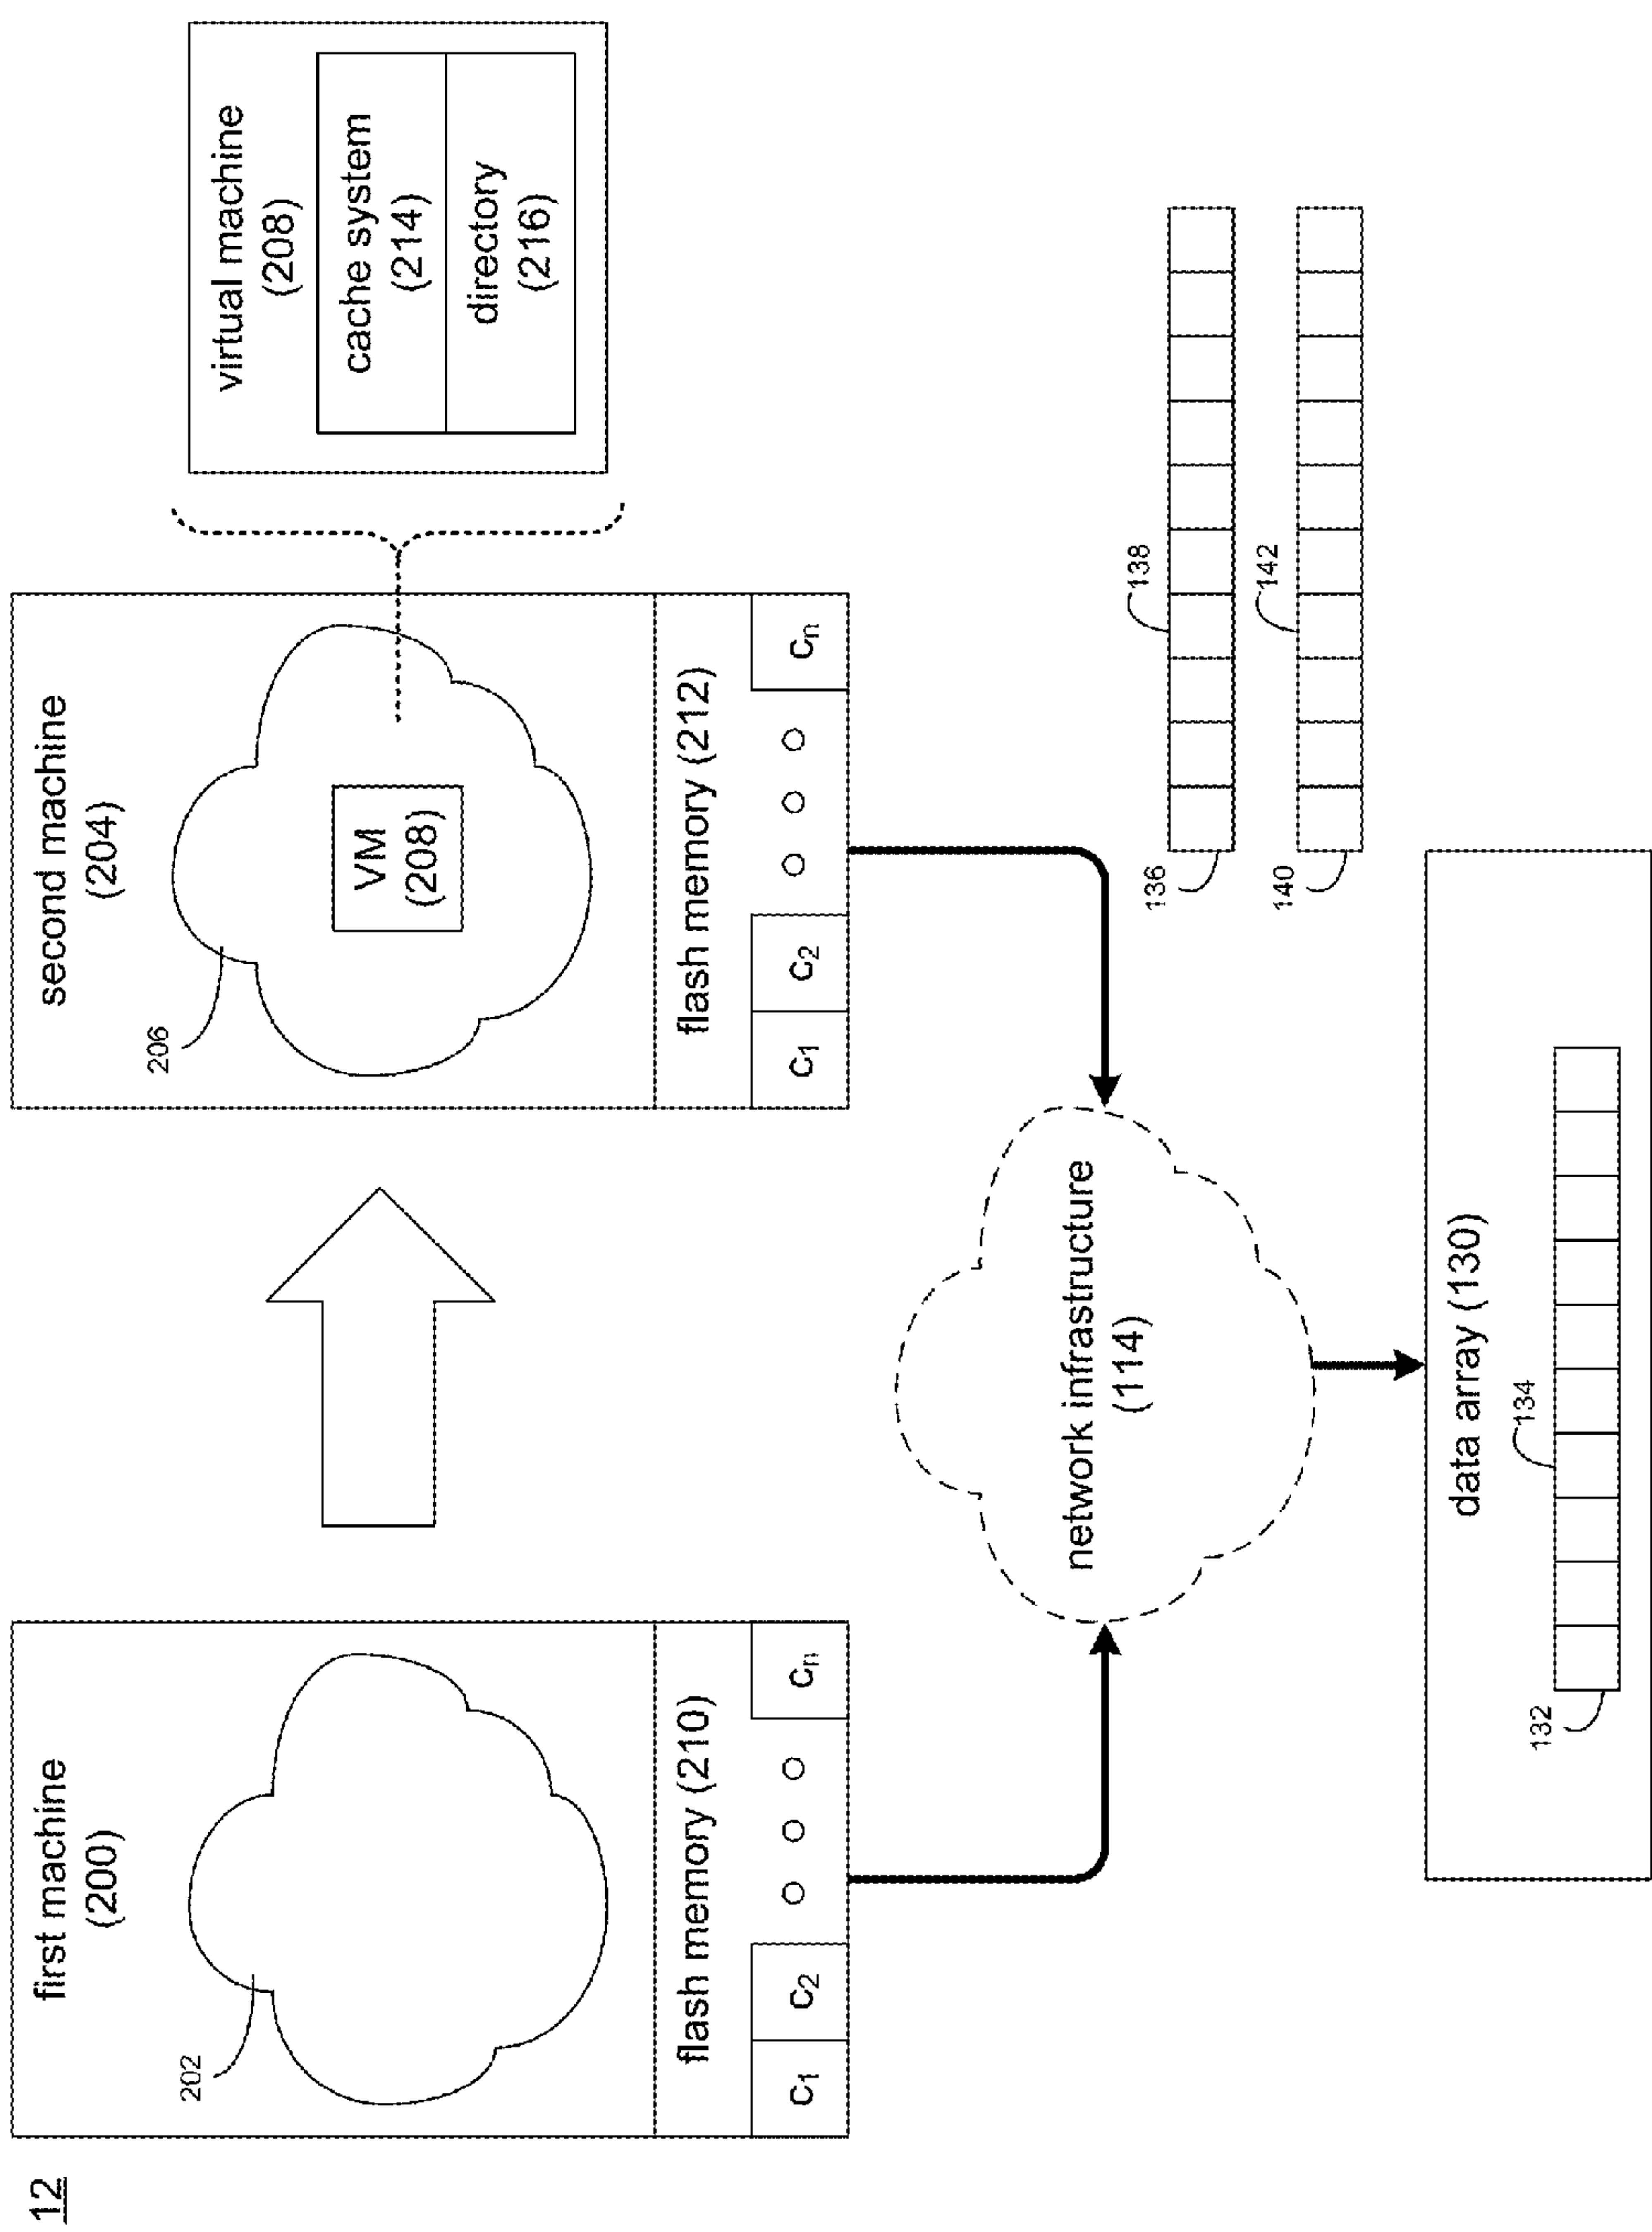 12
first machine
(200)
202
flash memory (210)
C1 C2 Cn
second machine
(204)
206
VM
(208)
flash memory (212)
C1 C2 Cn
virtual machine
(208)
cache system
(214)
directory
(216)
network infrastructure
(114)
136
138
140
142
data array (130)
132
134